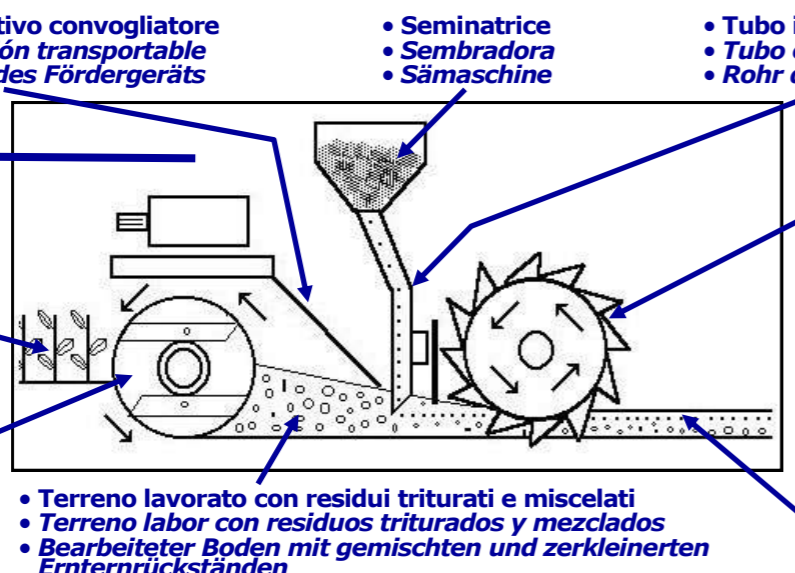 tivo convogliatore
ón transportable
des Fördergeräts
• Seminatrice
• Sembradora
• Sämaschine
• Tubo
• Tubo
• Rohr
• Terreno lavorato con residui triturati e miscelati
• Terreno labor con residuos triturados y mezclados
• Bearbeiteter Boden mit gemischten und zerkleinerten
Ernternrückständen